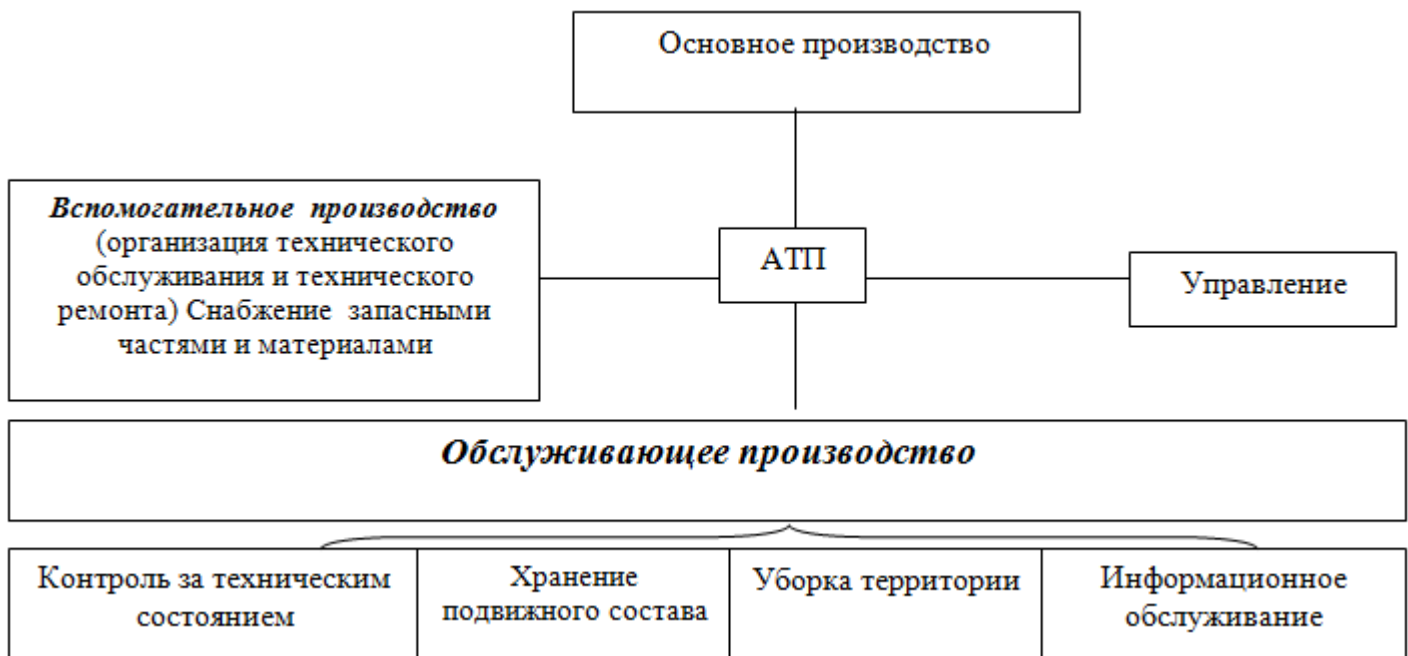 Основное производство
Вспомогательное производство
(организация технического
обслуживания и технического
ремонта) Снабжение запасными
частями и материалами
АТП
Управление
Обслуживающее производство
Контроль за техническим
состоянием
Хранение
подвижного состава
Уборка территории
Информационное
обслуживание